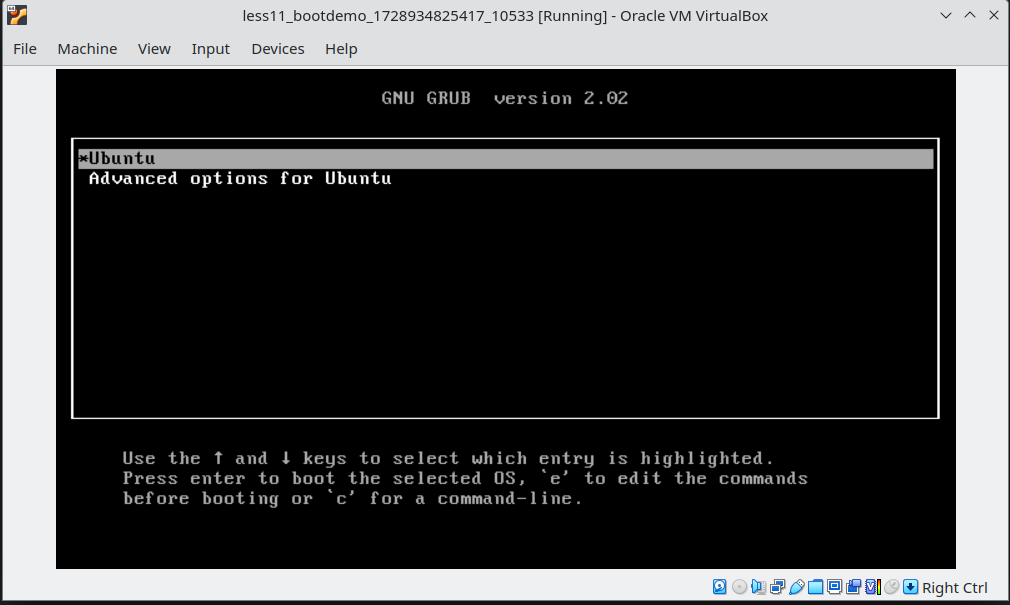 less11_bootdemo_1728934825417_10533 [Running] - Oracle VM VirtualBox
File Machine View Input Devices Help
GNU GRUB version 2.02
*Ubuntu
Advanced options for Ubuntu
Use the ↑ and ↓ keys to select which entry is highlighted.
Press enter to boot the selected OS, `e' to edit the commands
before booting or `c' for a command-line.
Right Ctrl